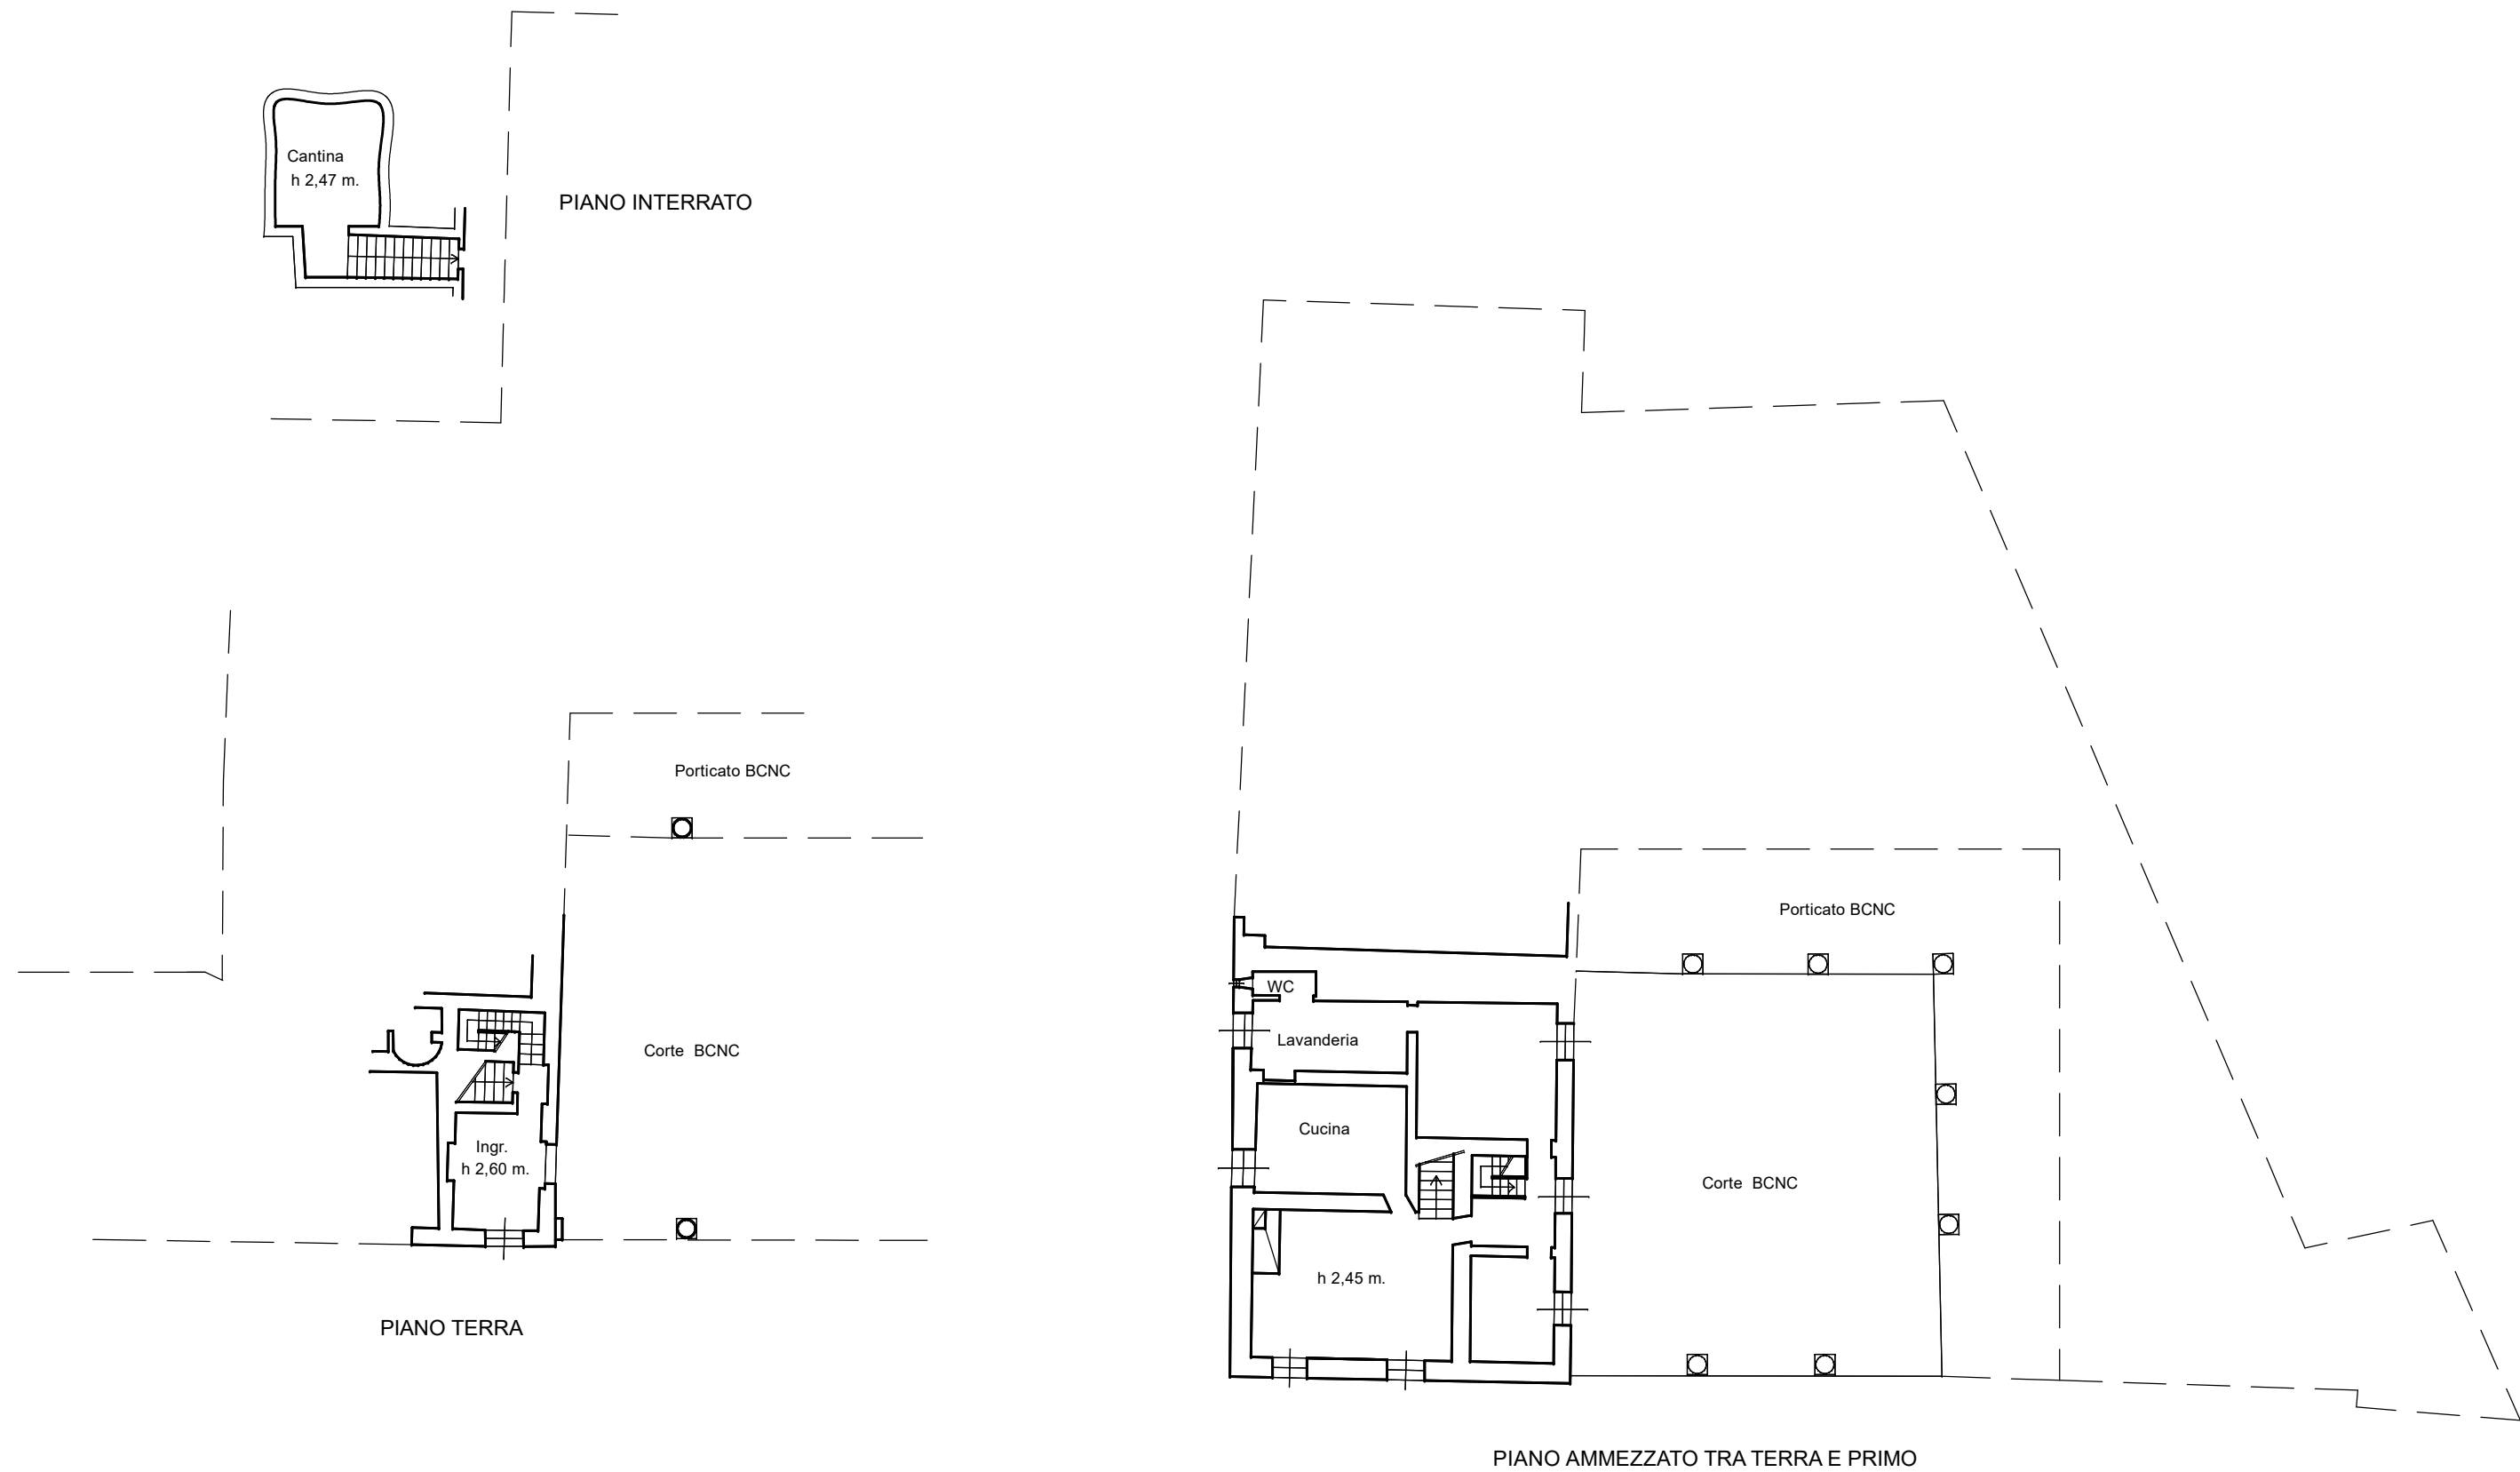 Cantina
h 2,47 m.
PIANO INTERRATO
Porticato BCNC
Corte BCNC
Ingr.
h 2,60 m.
PIANO TERRA
Porticato BCNC
WC
Lavanderia
Cucina
Corte BCNC
h 2,45 m.
PIANO AMMEZZATO TRA TERRA E PRIMO